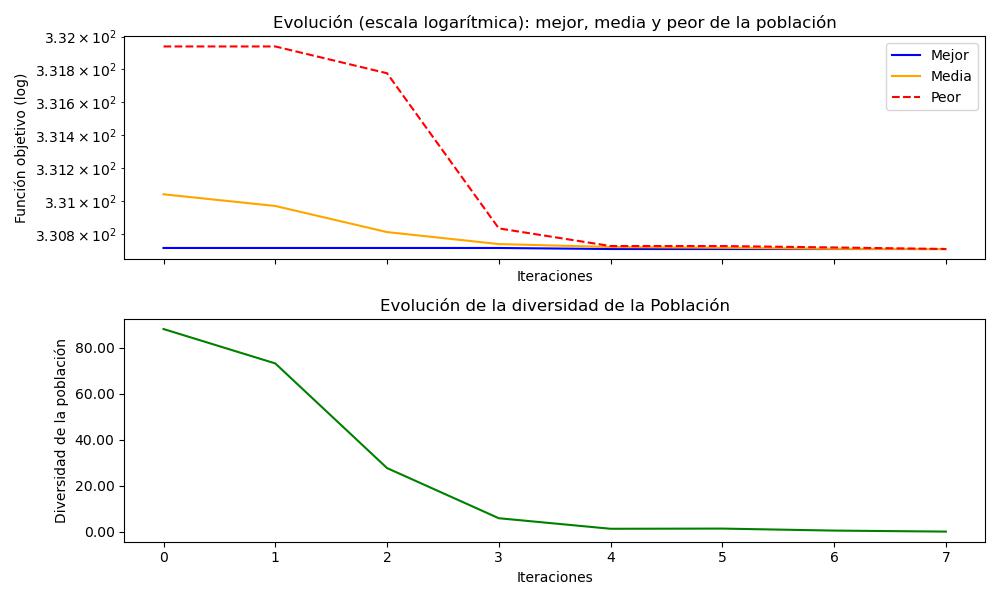 Evolución (escala logarítmica): mejor, media y peor de la población
Función objetivo (log)
3.32 × 10²
3.318 × 10²
3.316 × 10²
3.314 × 10²
3.312 × 10²
3.31 × 10²
3.308 × 10²
Mejor
Media
Peor
Iteraciones
Evolución de la diversidad de la Población
Diversidad de la población
80.00
60.00
40.00
20.00
0.00
0 1 2 3 4 5 6 7
Iteraciones